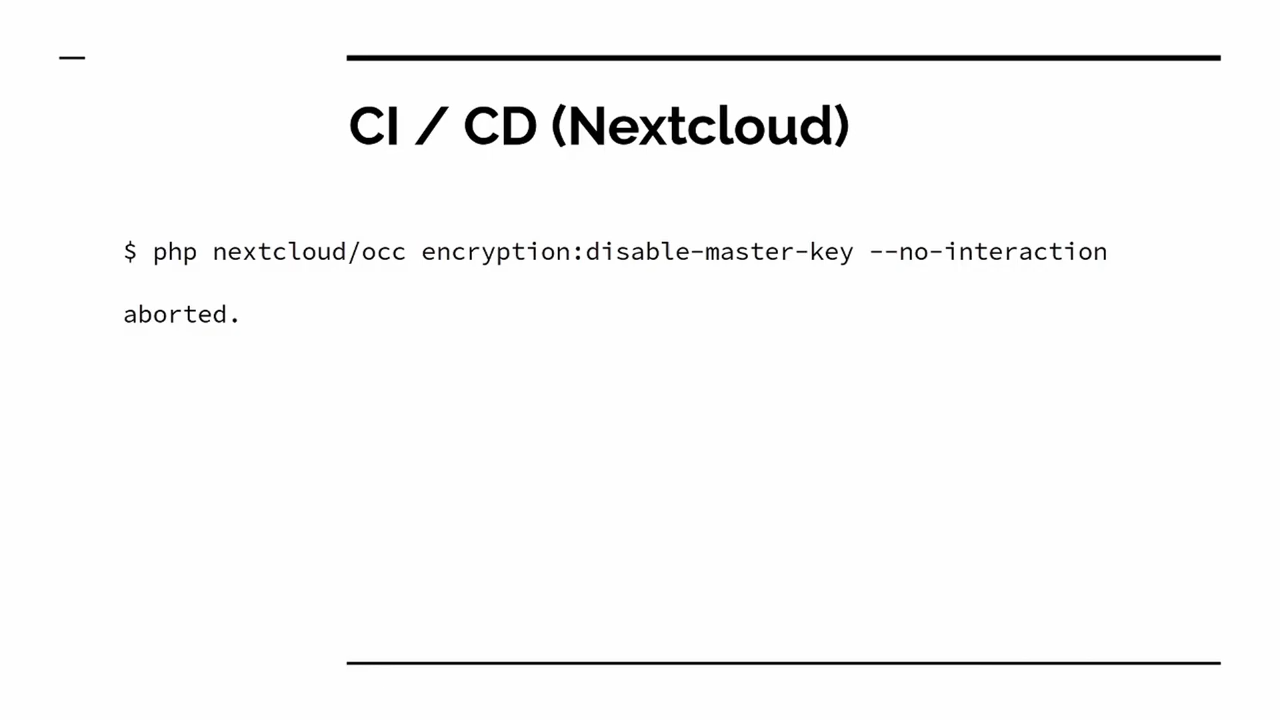 CI / CD (Nextcloud)
$ php nextcloud/occ encryption:disable-master-key --no-interaction
aborted.